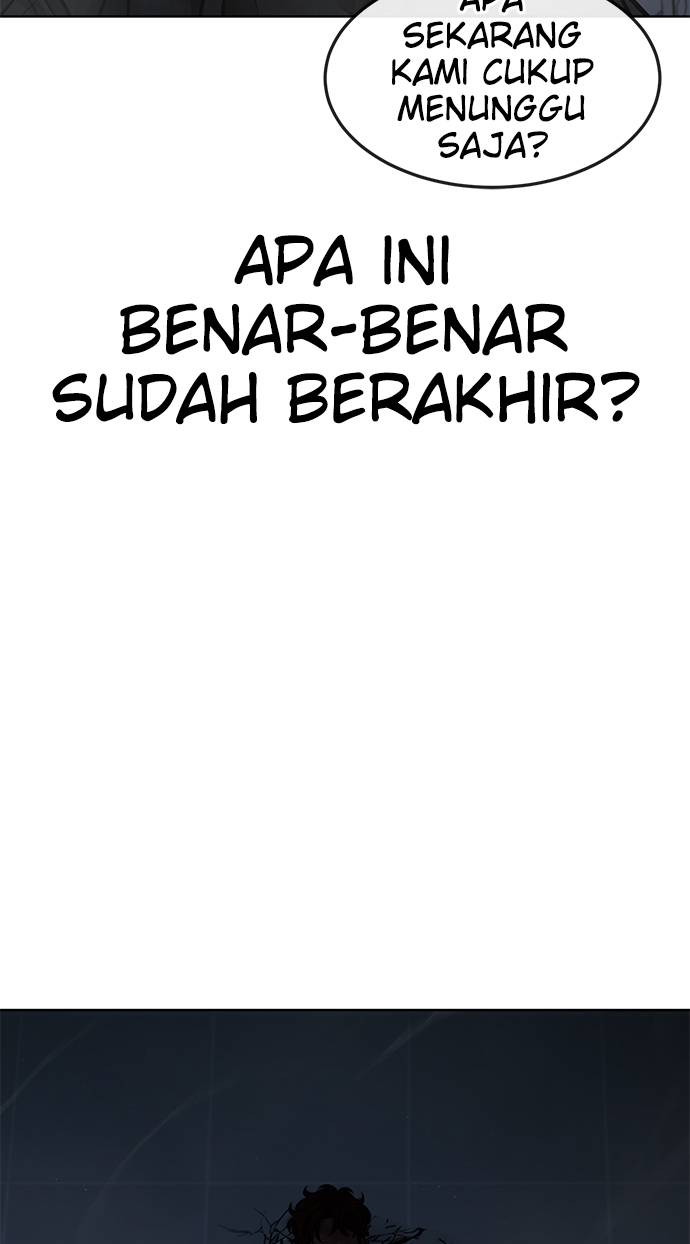 APA
SEKARANG
KAMI CUKUP
MENUNGGU
SAJA?
APA INI
BENAR-BENAR
SUDAH BERAKHIR?